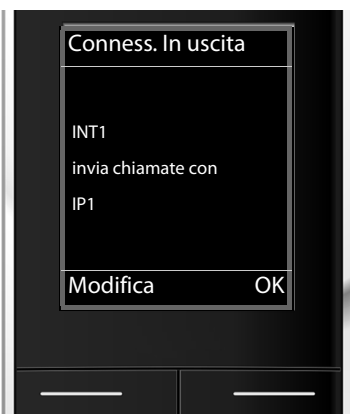 Conness. In uscita
INT1
invia chiamate con
IP1
Modifica OK